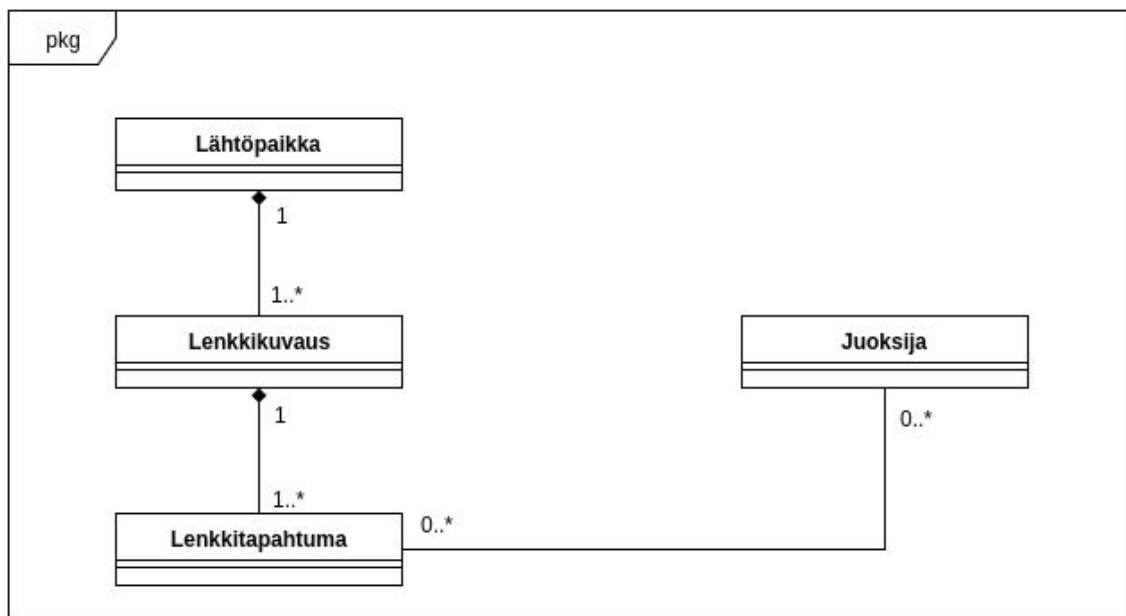 pkg
Lähtöpaikka
1
1..*
Lenkkikuvaus
Juoksija
1
0..*
1..*
0..*
Lenkkitapahtuma